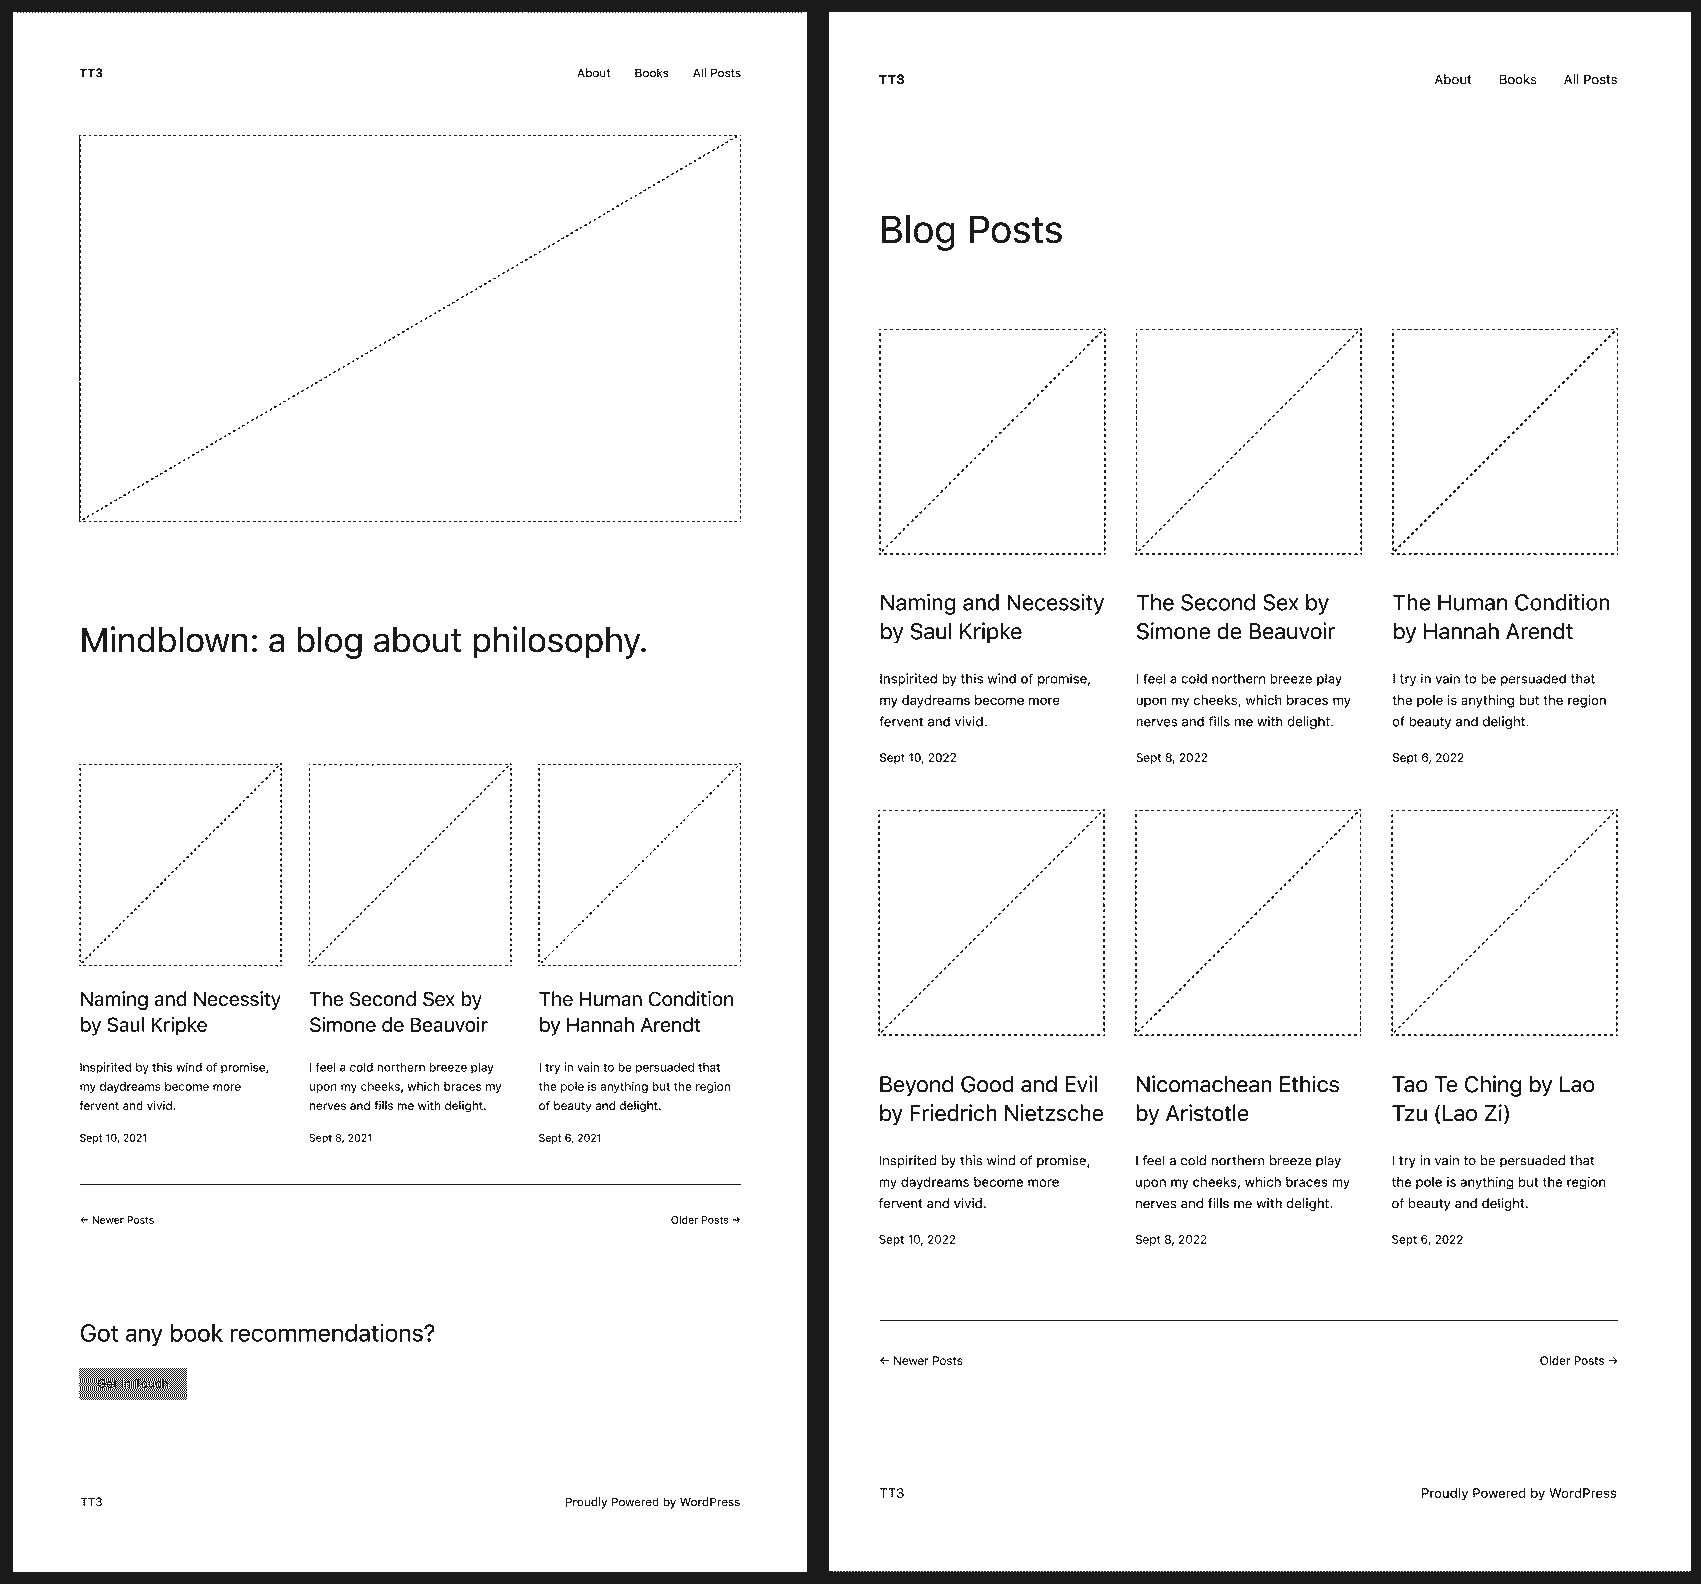 TT3
About Books All Posts
Mindblown: a blog about philosophy.
Naming and Necessity
by Saul Kripke
Inspirited by this wind of promise,
my daydreams become more
fervent and vivid.
Sept 10, 2021
The Second Sex by
Simone de Beauvoir
I feel a cold northern breeze play
upon my cheeks, which braces my
nerves and fills me with delight.
Sept 8, 2021
The Human Condition
by Hannah Arendt
I try in vain to be persuaded that
the pole is anything but the region
of beauty and delight.
Sept 6, 2021
← Newer Posts
Older Posts →
Got any book recommendations?
Get In Touch
TT3
Proudly Powered by WordPress
TT3
About Books All Posts
Blog Posts
Naming and Necessity
by Saul Kripke
Inspirited by this wind of promise,
my daydreams become more
fervent and vivid.
Sept 10, 2022
The Second Sex by
Simone de Beauvoir
I feel a cold northern breeze play
upon my cheeks, which braces my
nerves and fills me with delight.
Sept 8, 2022
The Human Condition
by Hannah Arendt
I try in vain to be persuaded that
the pole is anything but the region
of beauty and delight.
Sept 6, 2022
Beyond Good and Evil
by Friedrich Nietzsche
Inspirited by this wind of promise,
my daydreams become more
fervent and vivid.
Sept 10, 2022
Nicomachean Ethics
by Aristotle
I feel a cold northern breeze play
upon my cheeks, which braces my
nerves and fills me with delight.
Sept 8, 2022
Tao Te Ching by Lao
Tzu (Lao Zi)
I try in vain to be persuaded that
the pole is anything but the region
of beauty and delight.
Sept 6, 2022
← Newer Posts
Older Posts →
TT3
Proudly Powered by WordPress